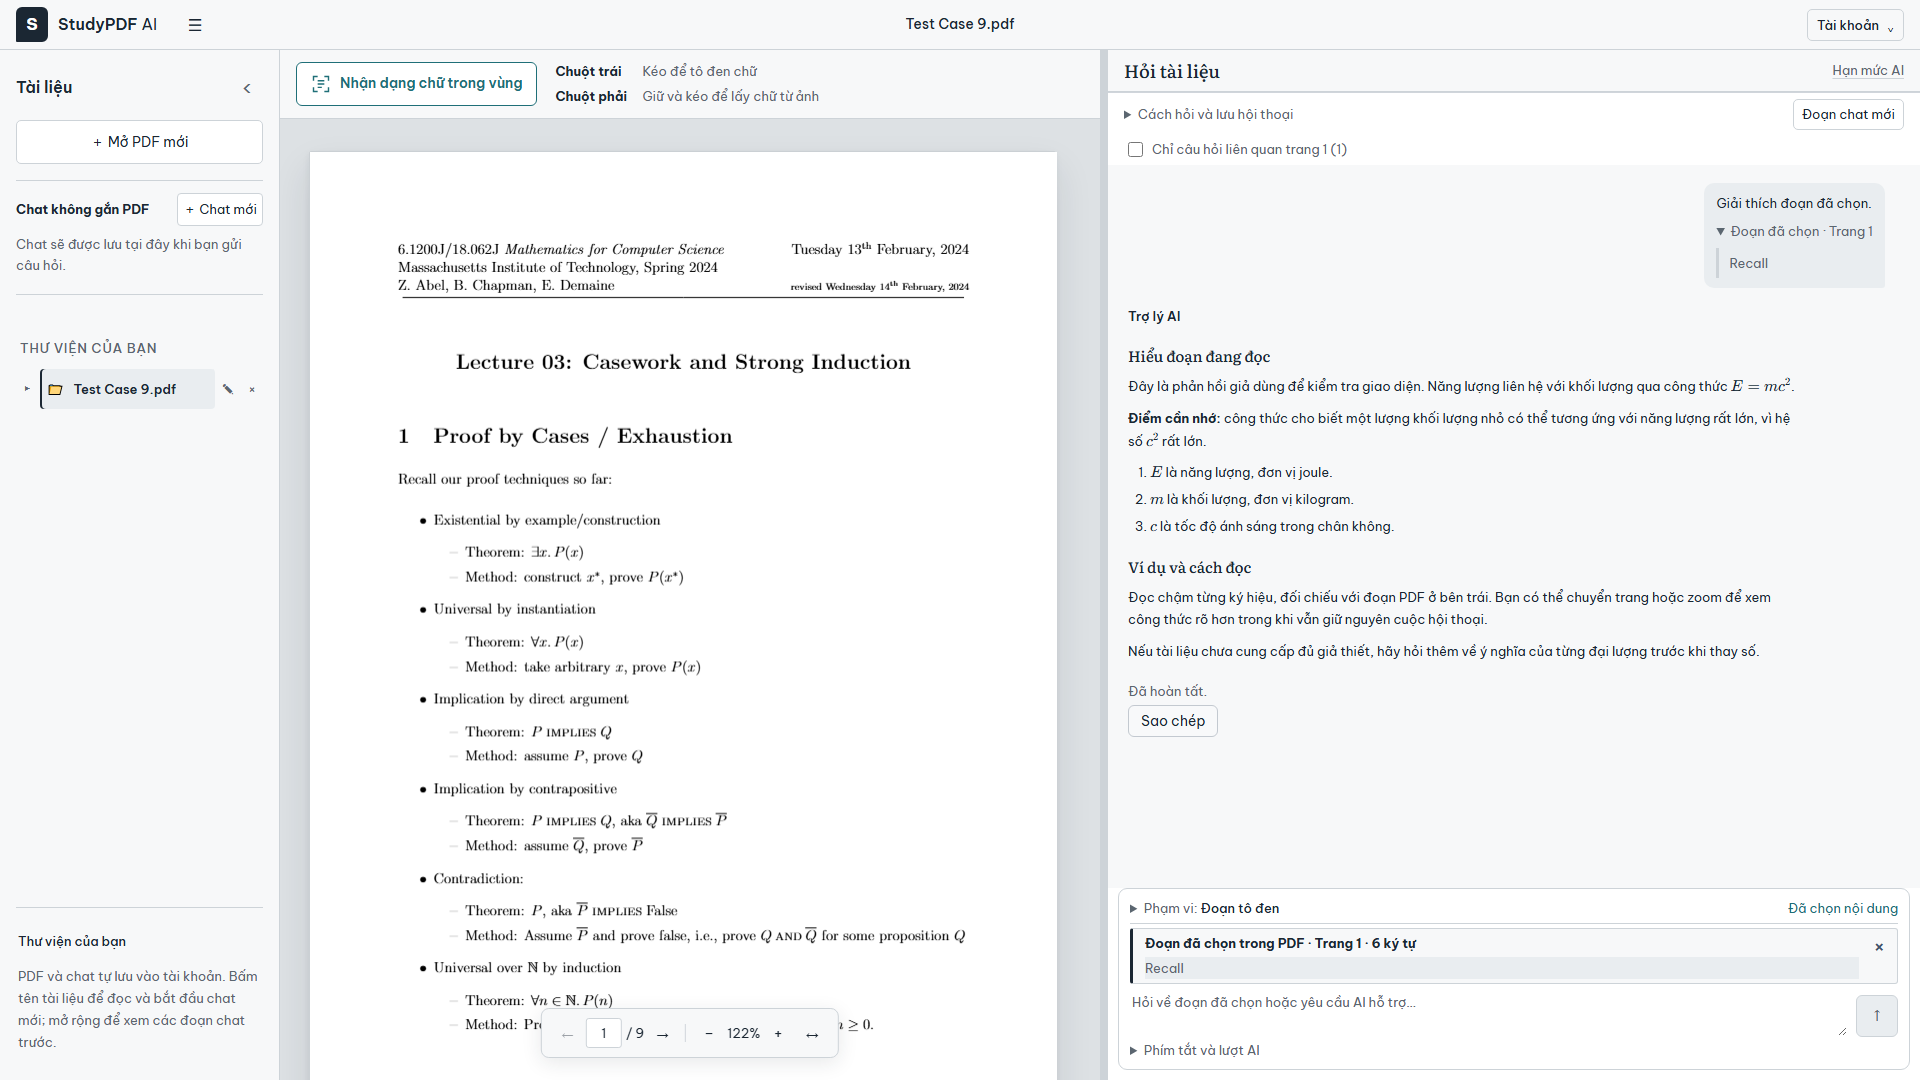 S StudyPDF AI ☰
Test Case 9.pdf
Tài khoản
Tài liệu
+ Mở PDF mới
Chat không gắn PDF
+ Chat mới
Chat sẽ được lưu tại đây khi bạn gửi
câu hỏi.
THƯ VIỆN CỦA BẠN
Test Case 9.pdf
Thư viện của bạn
PDF và chat tự lưu vào tài khoản. Bấm
tên tài liệu để đọc và bắt đầu chat
mới; mở rộng để xem các đoạn chat
trước.
Nhận dạng chữ trong vùng
Chuột trái Kéo để tô đen chữ
Chuột phải Giữ và kéo để lấy chữ từ ảnh
6.1200J/18.062J Mathematics for Computer Science Tuesday 13th February, 2024
Massachusetts Institute of Technology, Spring 2024
Z. Abel, B. Chapman, E. Demaine revised Wednesday 14th February, 2024
Lecture 03: Casework and Strong Induction
1 Proof by Cases / Exhaustion
Recall our proof techniques so far:
• Existential by example/construction
– Theorem: ∃x. P(x)
– Method: construct x*, prove P(x*)
• Universal by instantiation
– Theorem: ∀x. P(x)
– Method: take arbitrary x, prove P(x)
• Implication by direct argument
– Theorem: P IMPLIES Q
– Method: assume P, prove Q
• Implication by contrapositive
– Theorem: P IMPLIES Q, aka Q̅ IMPLIES P̅
– Method: assume Q̅, prove P̅
• Contradiction:
– Theorem: P, aka P̅ IMPLIES False
– Method: Assume P̅ and prove false, i.e., prove Q AND Q̅ for some proposition Q
• Universal over ℕ by induction
– Theorem: ∀n ∈ ℕ. P(n)
– Method: Pr n ≥ 0.
← 1 / 9 → − 122% + ↔
Hỏi tài liệu
Hạn mức AI
▶ Cách hỏi và lưu hội thoại
Đoạn chat mới
Chỉ câu hỏi liên quan trang 1 (1)
Giải thích đoạn đã chọn.
▼ Đoạn đã chọn · Trang 1
Recall
Trợ lý AI
Hiểu đoạn đang đọc
Đây là phản hồi giả dùng để kiểm tra giao diện. Năng lượng liên hệ với khối lượng qua công thức E = mc².
Điểm cần nhớ: công thức cho biết một lượng khối lượng nhỏ có thể tương ứng với năng lượng rất lớn, vì hệ
số c² rất lớn.
1. E là năng lượng, đơn vị joule.
2. m là khối lượng, đơn vị kilogram.
3. c là tốc độ ánh sáng trong chân không.
Ví dụ và cách đọc
Đọc chậm từng ký hiệu, đối chiếu với đoạn PDF ở bên trái. Bạn có thể chuyển trang hoặc zoom để xem
công thức rõ hơn trong khi vẫn giữ nguyên cuộc hội thoại.
Nếu tài liệu chưa cung cấp đủ giả thiết, hãy hỏi thêm về ý nghĩa của từng đại lượng trước khi thay số.
Đã hoàn tất.
Sao chép
▶ Phạm vi: Đoạn tô đen
Đã chọn nội dung
Đoạn đã chọn trong PDF · Trang 1 · 6 ký tự
×
Recall
Hỏi về đoạn đã chọn hoặc yêu cầu AI hỗ trợ...
↑
▶ Phím tắt và lượt AI